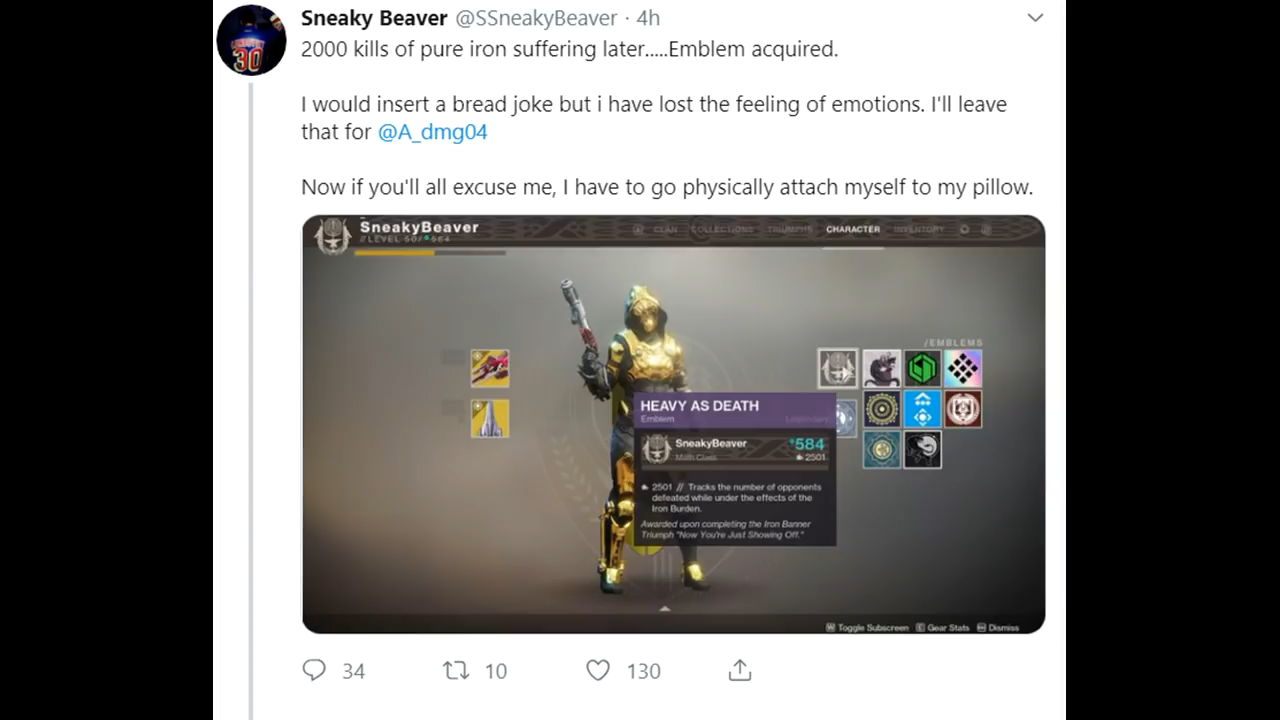 Sneaky Beaver @SSneakyBeaver · 4h
2000 kills of pure iron suffering later.....Emblem acquired.
I would insert a bread joke but i have lost the feeling of emotions. I'll leave
that for @A_dmg04
Now if you'll all excuse me, I have to go physically attach myself to my pillow.
SneakyBeaver
CLAN COLLECTIONS TRIUMPHS CHARACTER INVENTORY
/EMBLEMS
HEAVY AS DEATH
Emblem Legendary
SneakyBeaver 584
Math Class 2501
2501 // Tracks the number of opponents
defeated while under the effects of the
Iron Burden.
Awarded upon completing the Iron Banner
Triumph "Now You're Just Showing Off."
Toggle Subscreen Gear Stats Dismiss
34 10 130
30